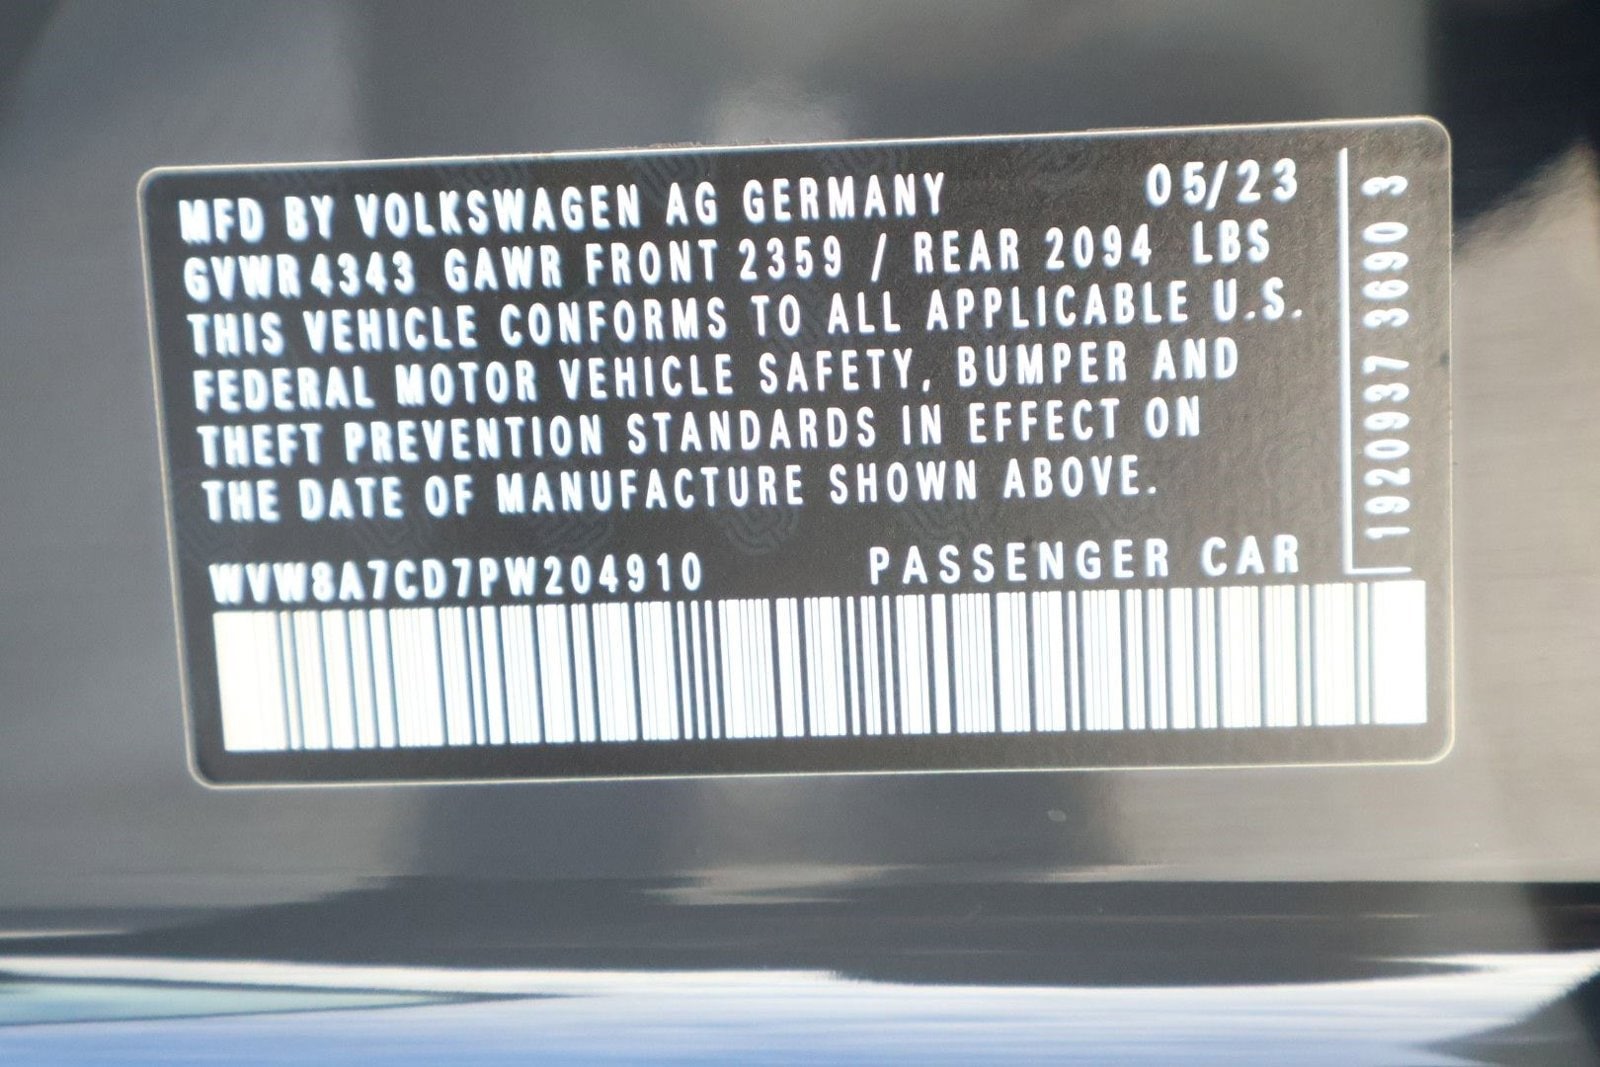 MFD BY VOLKSWAGEN AG GERMANY 05/23
GVWR 4343 GAWR FRONT 2359 / REAR 2094 LBS
THIS VEHICLE CONFORMS TO ALL APPLICABLE U.S.
FEDERAL MOTOR VEHICLE SAFETY, BUMPER AND
THEFT PREVENTION STANDARDS IN EFFECT ON
THE DATE OF MANUFACTURE SHOWN ABOVE.
WVW8A7CD7PW204910 PASSENGER CAR
1920937 3690 3